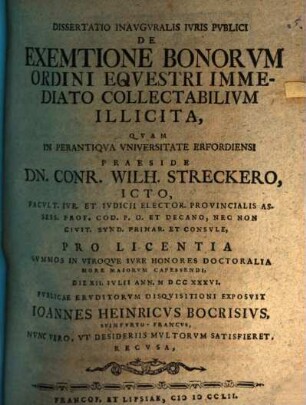 DISSERTATIO INAVGVRALIS IVRIS PVBLICI
DE
EXEMTIONE BONORVM
ORDINI EQVESTRI IMME-
DIATO COLLECTABILIVM
ILLICITA,
QVAM
IN PERANTIQVA VNIVERSITATE ERFORDIENSI
PRAESIDE
DN. CONR. WILH. STRECKERO,
ICTO,
FACVLT. IVR. ET IVDICII ELECTOR. PROVINCIALIS AS-
PROF. COD. P. O. ET DECANO, NEC NON
CIVIT. SYND. PRIMAR. ET CONSVLE,
PRO LICENTIA
SVMMOS IN VTROQVE IVRE HONORES DOCTORALIA
MORE MAIORVM CAPESSENDI,
DIE IVLII ANN. M DCC XXXVI.
PVBLICAE ERVDITORVM DISQVISITIONI EXPOSVIT
IOANNES HEINRICVS BOCRISIVS,
SVINFVRTO-FRANCVS,
NVNC VERO, VT DESIDERIIS MVLTORVM SATISFIERET,
RECVSA,
FRANCOF. ET LIPSIAE, CIO IO CCLII.